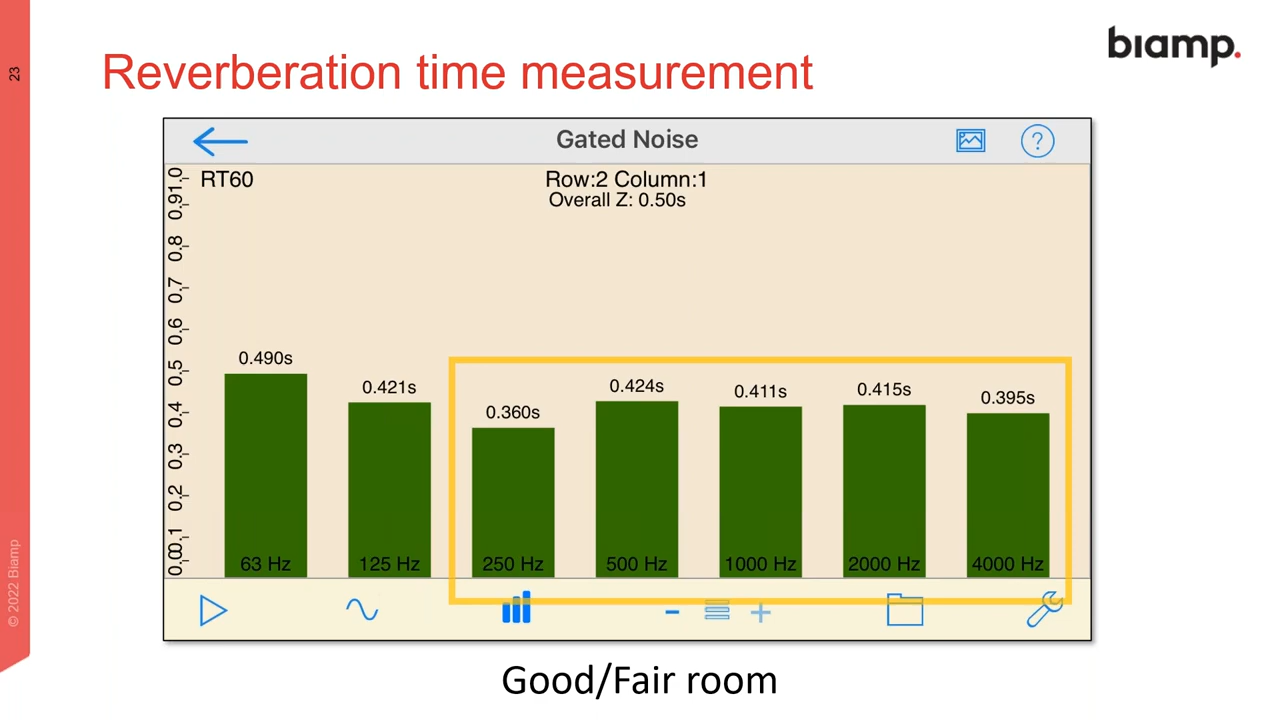 23
biamp.
Reverberation time measurement
Gated Noise
?
RT60
Row:2 Column:1
Overall Z: 0.50s
1,0
0,9
0,8
0,7
0,6
0,5
0,4
0,3
0,2
0,1
0,0
0.490s
0.421s
0.360s
0.424s
0.411s
0.415s
0.395s
63 Hz
125 Hz
250 Hz
500 Hz
1000 Hz
2000 Hz
4000 Hz
Good/Fair room
© 2022 Biamp